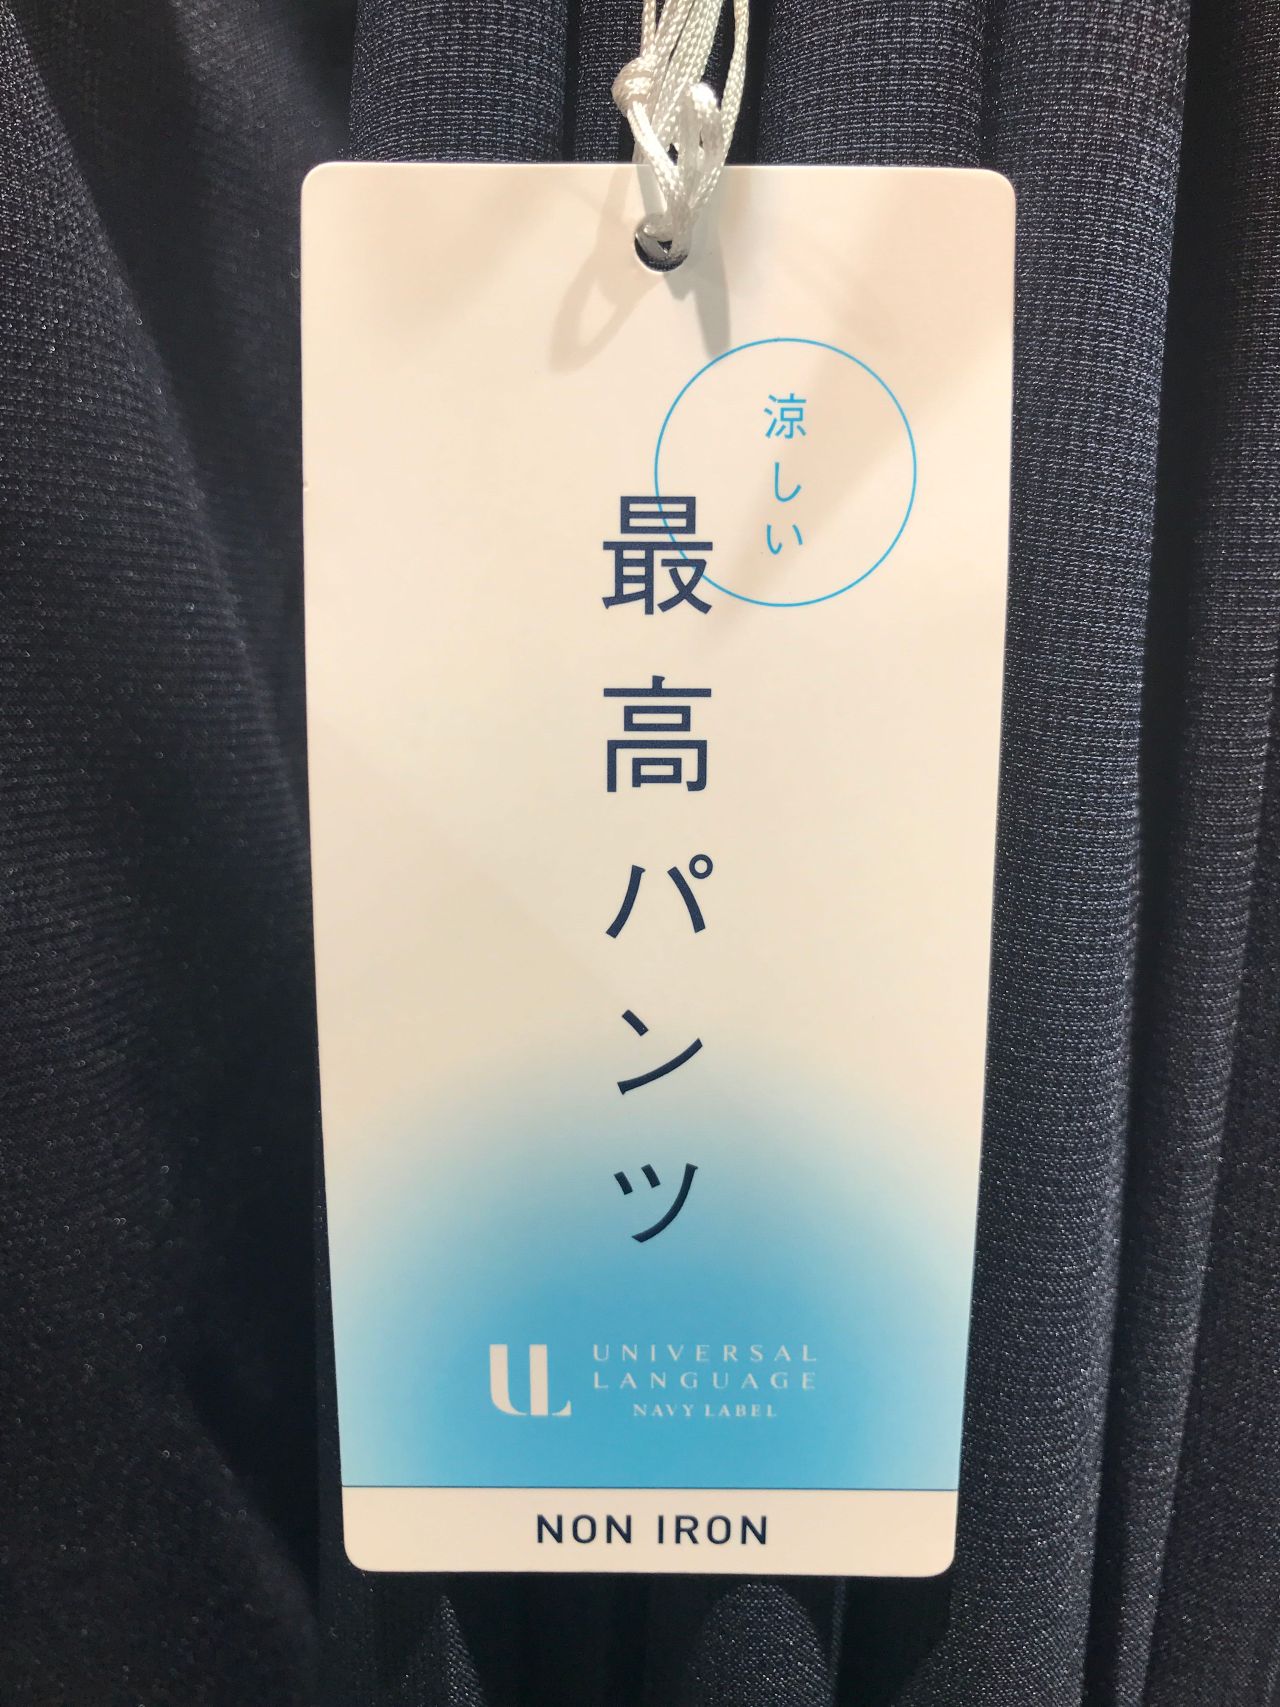 涼しい
最高パンツ
UL
UNIVERSAL
LANGUAGE
NAVY LABEL
NON IRON